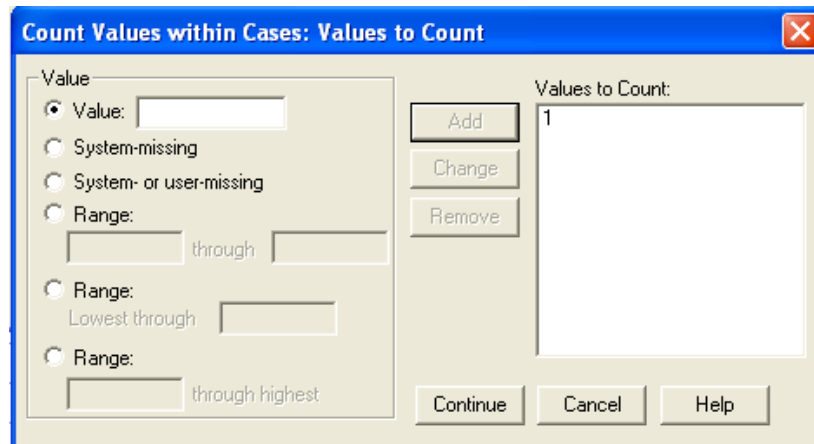 Count Values within Cases: Values to Count
Value
Value:
System-missing
System- or user-missing
Range:
through
Range:
Lowest through
Range:
through highest
Add
Change
Remove
Values to Count:
1
Continue
Cancel
Help